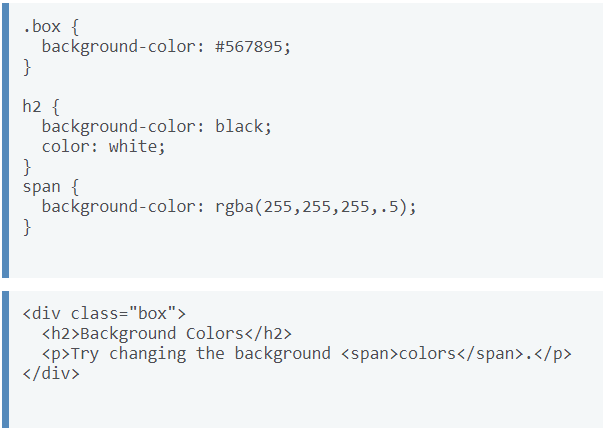 .box {
  background-color: #567895;
}

h2 {
  background-color: black;
  color: white;
}
span {
  background-color: rgba(255,255,255,.5);
}

<div class="box">
  <h2>Background Colors</h2>
  <p>Try changing the background <span>colors</span>.</p>
</div>